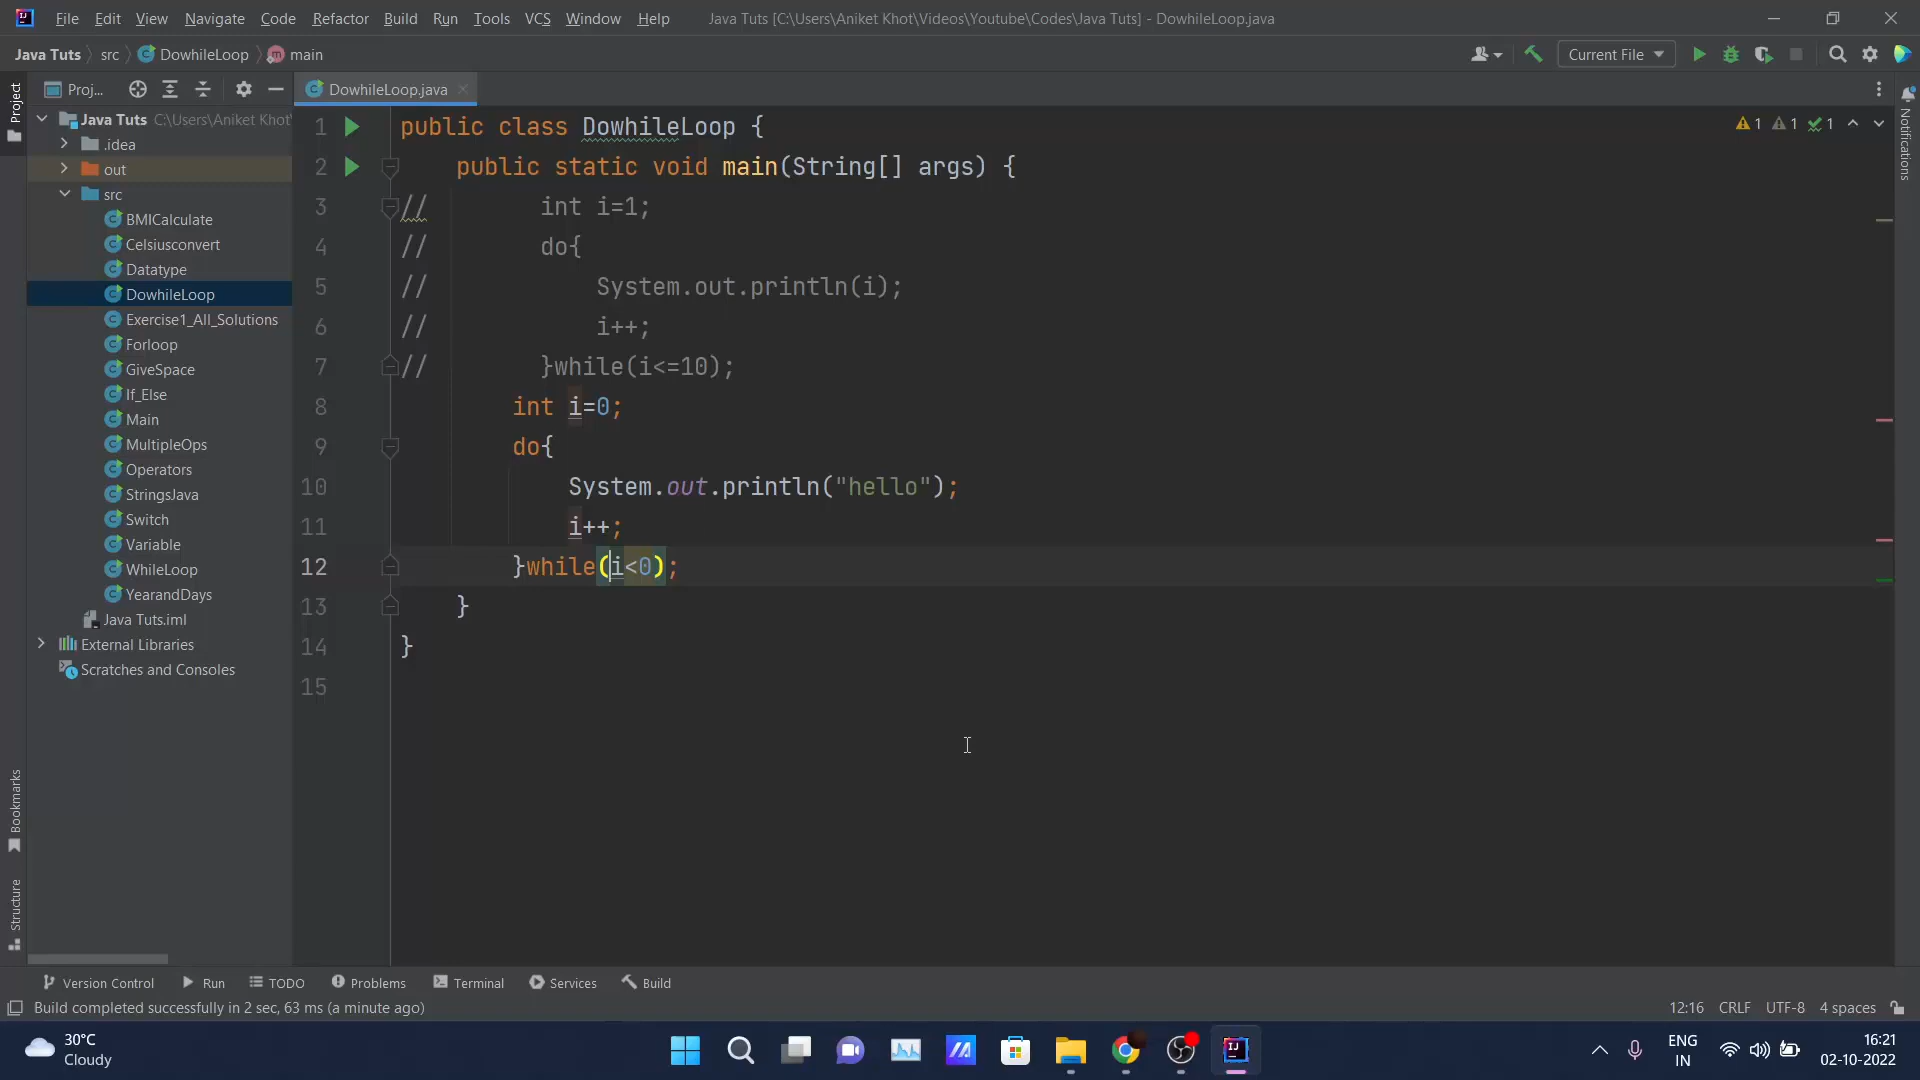 File Edit View Navigate Code Refactor Build Run Tools VCS Window Help Java Tuts [C:\Users\Aniket Khot\Videos\Youtube\Codes\Java Tuts] - DowhileLoop.java
Java Tuts src DowhileLoop main Current File
Proj... DowhileLoop.java
Project
Notifications
Java Tuts C:\Users\Aniket Khot\
.idea
out
src
BMICalculate
Celsiusconvert
Datatype
DowhileLoop
Exercise1_All_Solutions
Forloop
GiveSpace
If_Else
Main
MultipleOps
Operators
StringsJava
Switch
Variable
WhileLoop
YearandDays
Java Tuts.iml
External Libraries
Scratches and Consoles
1 public class DowhileLoop {
1 1 1
2 public static void main(String[] args) {
3 // int i=1;
4 // do{
5 // System.out.println(i);
6 // i++;
7 // }while(i<=10);
8 int i=0;
9 do{
10 System.out.println("hello");
11 i++;
12 }while(i<0);
13 }
14 }
15
Bookmarks
Structure
Version Control Run TODO Problems Terminal Services Build
Build completed successfully in 2 sec, 63 ms (a minute ago) 12:16 CRLF UTF-8 4 spaces
30°C
Cloudy
ENG
IN
16:21
02-10-2022